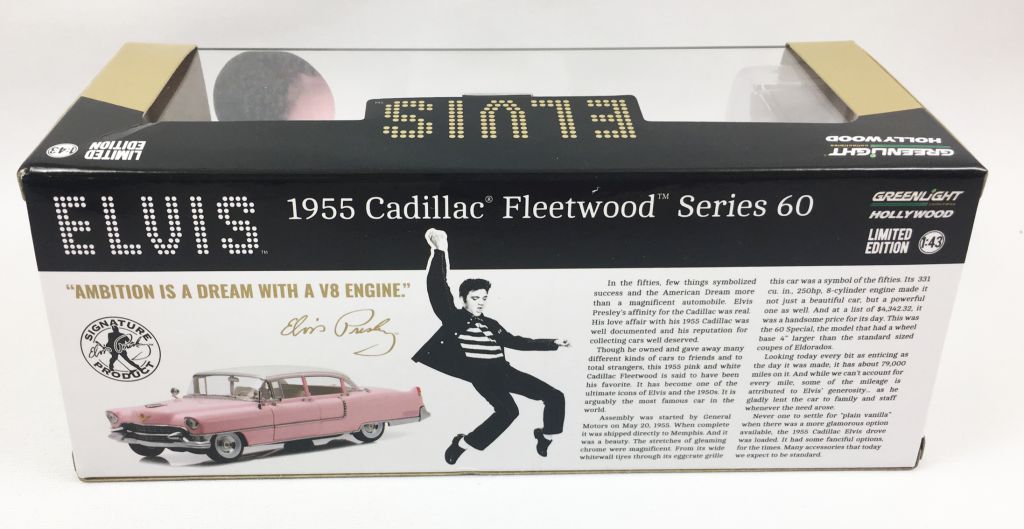 ELVIS™
GREENLIGHT
collectibles
HOLLYWOOD
LIMITED
EDITION
1:43
ELVIS™
1955 Cadillac® Fleetwood™ Series 60
GREENLIGHT
HOLLYWOOD
LIMITED
EDITION
1:43
“AMBITION IS A DREAM WITH A V8 ENGINE.”
Elvis Presley
SIGNATURE
Elvis Presley
PRODUCT
In the fifties, few things symbolized
success and the American Dream more
than a magnificent automobile. Elvis
Presley's affinity for the Cadillac was real.
His love affair with his 1955 Cadillac was
well documented and his reputation for
collecting cars well deserved.
Though he owned and gave away many
different kinds of cars to friends and to
total strangers, this 1955 pink and white
Cadillac Fleetwood is said to have been
his favorite. It has become one of the
ultimate icons of Elvis and the 1950s. It is
arguably the most famous car in the
world.
Assembly was started by General
Motors on May 20, 1955. When complete
it was shipped directly to Memphis. And it
was a beauty. The stretches of gleaming
chrome were magnificent. From its wide
whitewall tires through its eggcrate grille
this car was a symbol of the fifties. Its 331
cu. in., 250hp, 8-cylinder engine made it
not just a beautiful car, but a powerful
one as well. And at a list of $4,342.32, it
was a handsome price for its day. This was
the 60 Special, the model that had a wheel
base 4" larger than the standard sized
coupes of Eldorados.
Looking today every bit as enticing as
the day it was made, it has about 79,000
miles on it. And while we can't account for
every mile, some of the mileage is
attributed to Elvis' generosity... as he
gladly lent the car to family and staff
whenever the need arose.
Never one to settle for "plain vanilla"
when there was a more glamorous option
available, the 1955 Cadillac Elvis drove
was loaded. It had some fanciful options,
for the times. Many accessories that today
we expect to be standard.